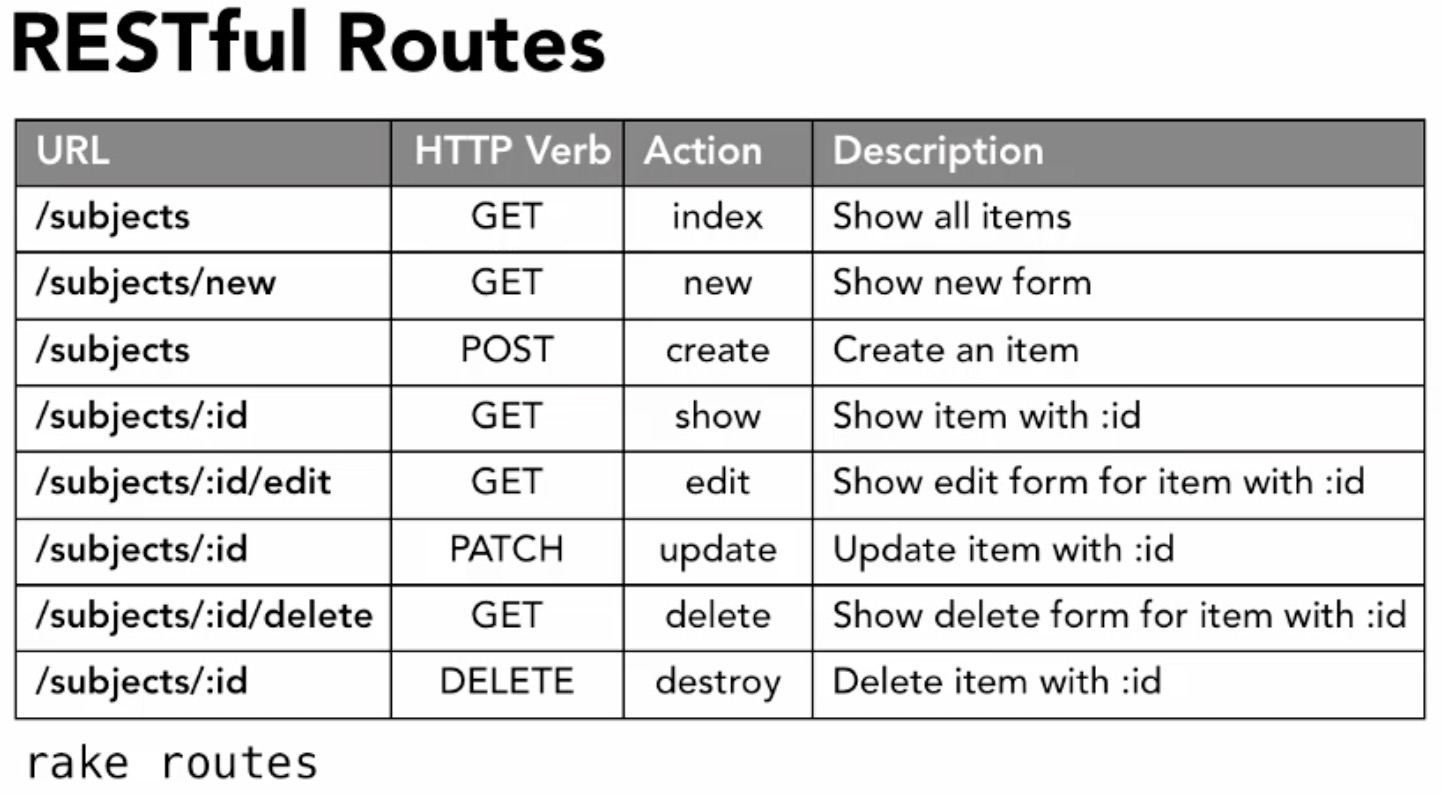 RESTful Routes
URL HTTP Verb Action Description
/subjects GET index Show all items
/subjects/new GET new Show new form
/subjects POST create Create an item
/subjects/:id GET show Show item with :id
/subjects/:id/edit GET edit Show edit form for item with :id
/subjects/:id PATCH update Update item with :id
/subjects/:id/delete GET delete Show delete form for item with :id
/subjects/:id DELETE destroy Delete item with :id
rake routes